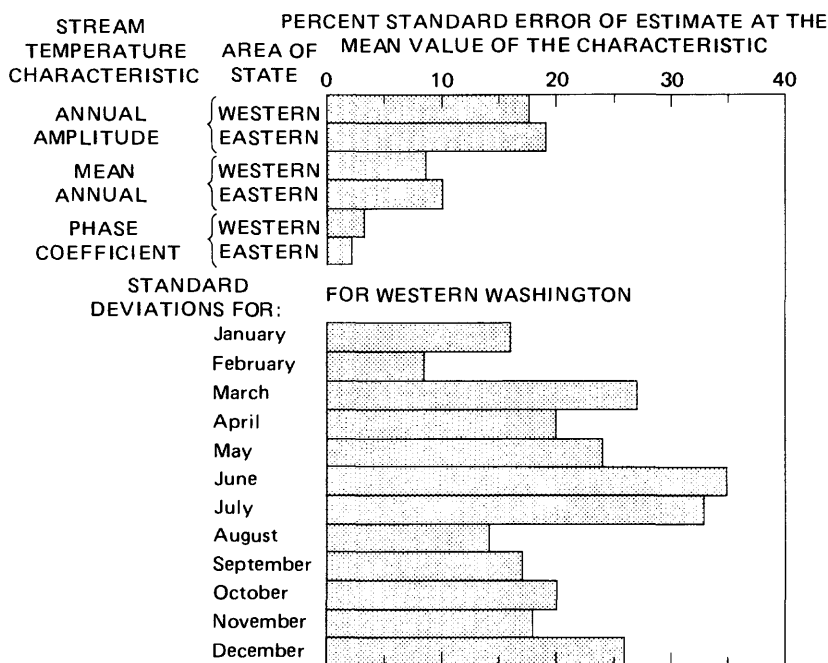 STREAM TEMPERATURE CHARACTERISTIC
AREA OF STATE
PERCENT STANDARD ERROR OF ESTIMATE AT THE
MEAN VALUE OF THE CHARACTERISTIC
0 10 20 30 40
ANNUAL AMPLITUDE
WESTERN
EASTERN
MEAN ANNUAL
WESTERN
EASTERN
PHASE COEFFICIENT
WESTERN
EASTERN
STANDARD
DEVIATIONS FOR:
FOR WESTERN WASHINGTON
January
February
March
April
May
June
July
August
September
October
November
December